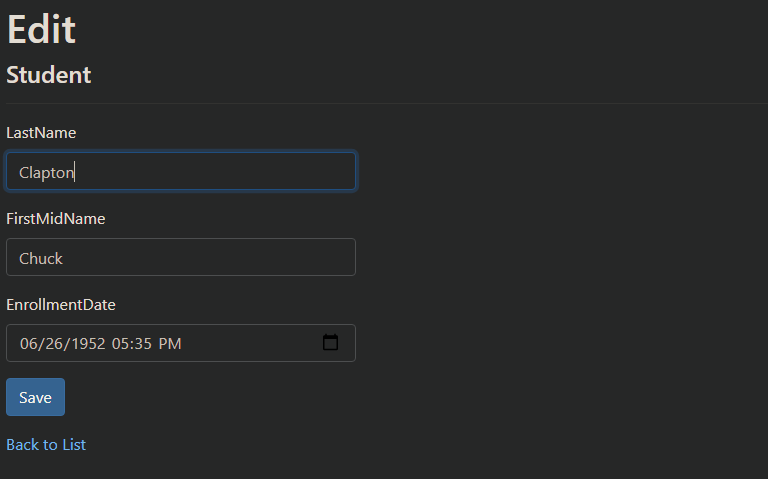 Edit
Student
LastName
Clapton
FirstMidName
Chuck
EnrollmentDate
06/26/1952 05:35 PM
Save
Back to List